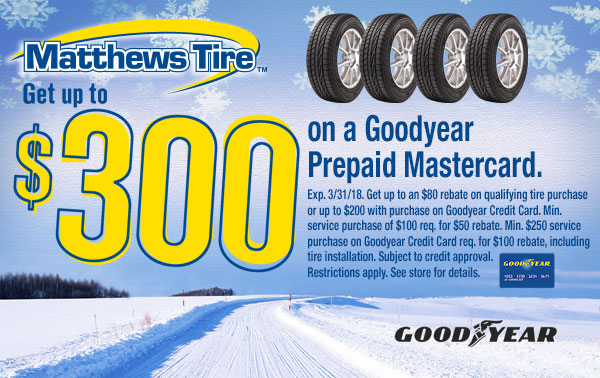 Matthews Tire™
Get up to
$300
on a Goodyear
Prepaid Mastercard.
Exp. 3/31/18. Get up to an $80 rebate on qualifying tire purchase
or up to $200 with purchase on Goodyear Credit Card. Min.
service purchase of $100 req. for $50 rebate. Min. $250 service
purchase on Goodyear Credit Card req. for $100 rebate, including
tire installation. Subject to credit approval.
Restrictions apply. See store for details.
GOODYEAR
GOODYEAR